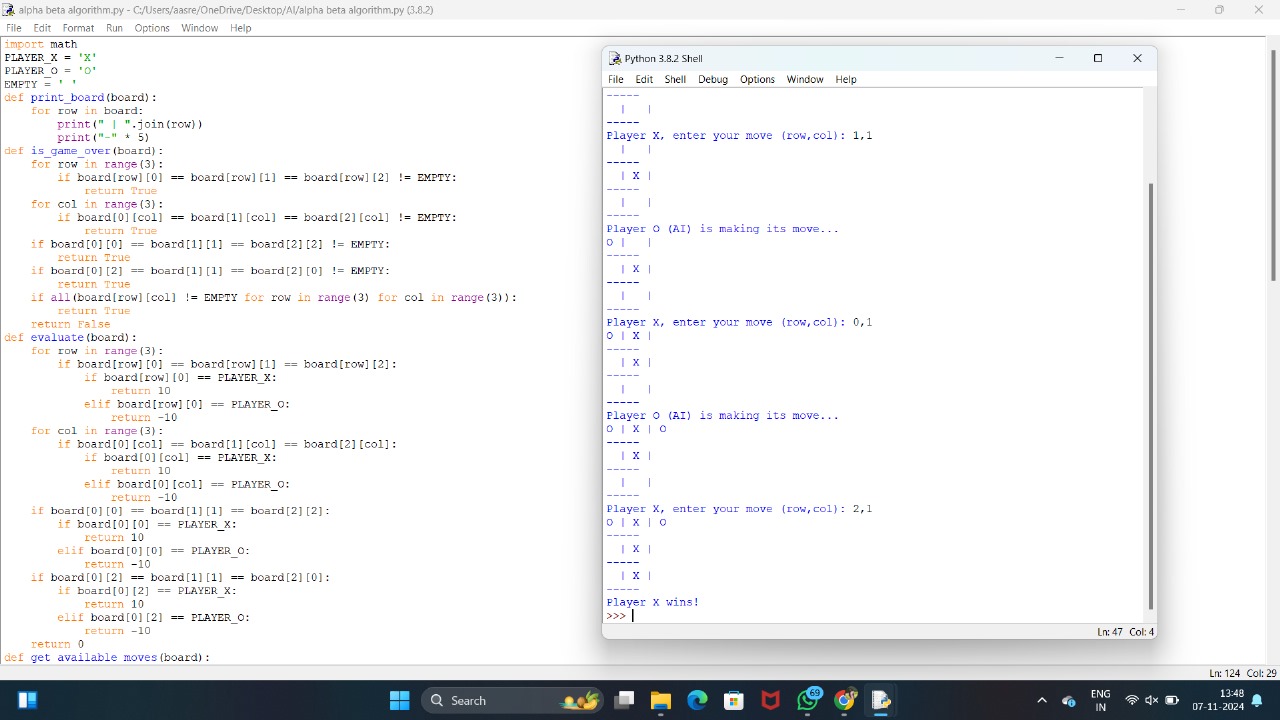 alpha beta algorithm.py - C:/Users/aasre/OneDrive/Desktop/AI/alpha beta algorithm.py (3.8.2)
File Edit Format Run Options Window Help
import math
PLAYER_X = 'X'
PLAYER_O = 'O'
EMPTY = ' '
def print_board(board):
    for row in board:
        print(" | ".join(row))
        print("-" * 5)
def is_game_over(board):
    for row in range(3):
        if board[row][0] == board[row][1] == board[row][2] != EMPTY:
            return True
    for col in range(3):
        if board[0][col] == board[1][col] == board[2][col] != EMPTY:
            return True
    if board[0][0] == board[1][1] == board[2][2] != EMPTY:
        return True
    if board[0][2] == board[1][1] == board[2][0] != EMPTY:
        return True
    if all(board[row][col] != EMPTY for row in range(3) for col in range(3)):
        return True
    return False
def evaluate(board):
    for row in range(3):
        if board[row][0] == board[row][1] == board[row][2]:
            if board[row][0] == PLAYER_X:
                return 10
            elif board[row][0] == PLAYER_O:
                return -10
    for col in range(3):
        if board[0][col] == board[1][col] == board[2][col]:
            if board[0][col] == PLAYER_X:
                return 10
            elif board[0][col] == PLAYER_O:
                return -10
    if board[0][0] == board[1][1] == board[2][2]:
        if board[0][0] == PLAYER_X:
            return 10
        elif board[0][0] == PLAYER_O:
            return -10
    if board[0][2] == board[1][1] == board[2][0]:
        if board[0][2] == PLAYER_X:
            return 10
        elif board[0][2] == PLAYER_O:
            return -10
    return 0
def get_available_moves(board):
Python 3.8.2 Shell
File Edit Shell Debug Options Window Help
-----
  |   |
-----
Player X, enter your move (row,col): 1,1
  |   |
-----
  | X |
-----
  |   |
-----
Player O (AI) is making its move...
O |   |
-----
  | X |
-----
  |   |
-----
Player X, enter your move (row,col): 0,1
O | X |
-----
  | X |
-----
  |   |
-----
Player O (AI) is making its move...
O | X | O
-----
  | X |
-----
  |   |
-----
Player X, enter your move (row,col): 2,1
O | X | O
-----
  | X |
-----
  | X |
-----
Player X wins!
>>>
Ln: 47 Col: 4
Ln: 124 Col: 29
Search
69
ENG
IN
13:48
07-11-2024